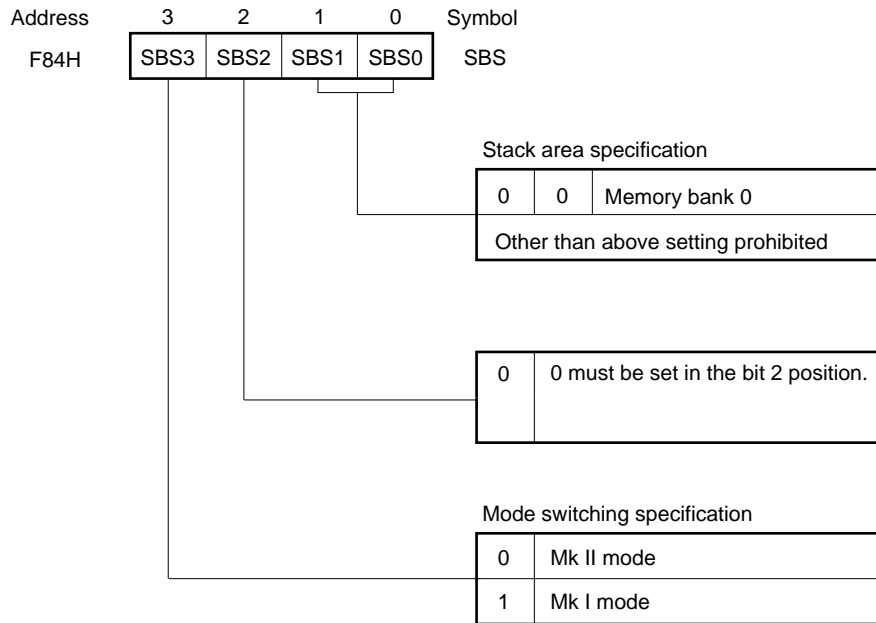 Address 3 2 1 0 Symbol
F84H SBS3 SBS2 SBS1 SBS0 SBS
Stack area specification
0 0 Memory bank 0
Other than above setting prohibited
0 0 must be set in the bit 2 position.
Mode switching specification
0 Mk II mode
1 Mk I mode